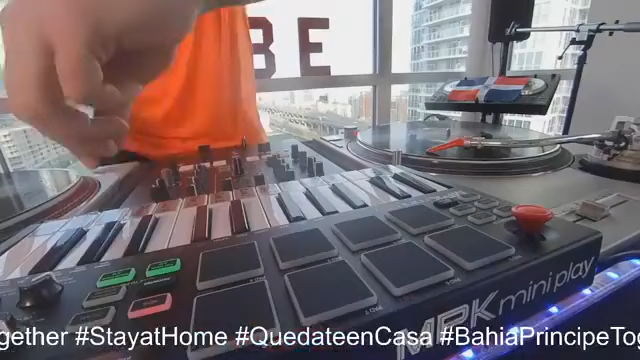 BE
MPK mini play
gether #StayatHome #QuedateenCasa #BahiaPrincipeTog